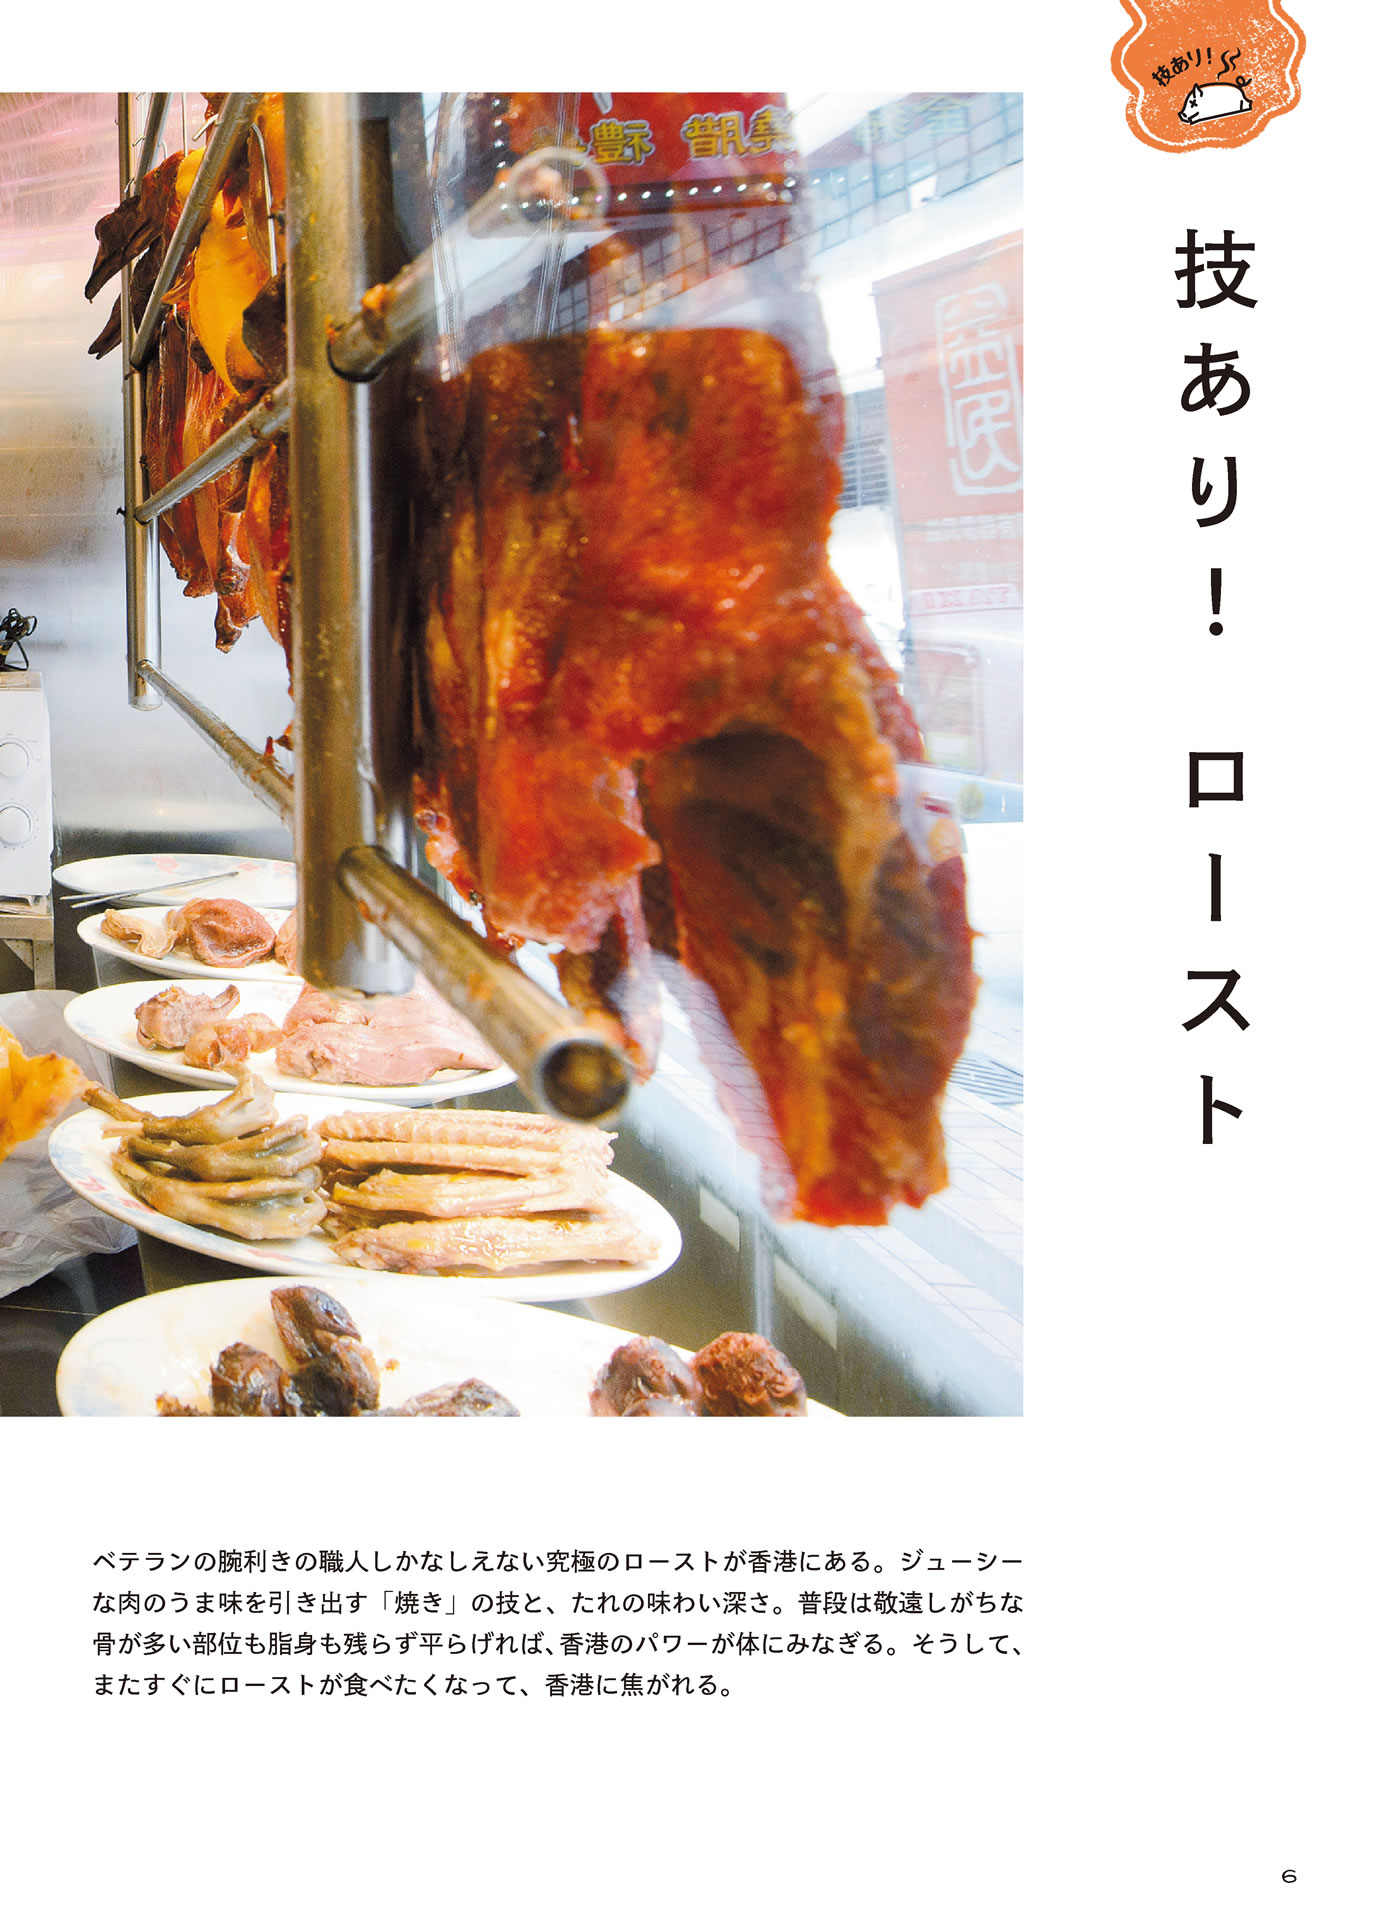 技あり！
技あり！ ロースト
ベテランの腕利きの職人しかなしえない究極のローストが香港にある。ジューシー
な肉のうま味を引き出す「焼き」の技と、たれの味わい深さ。普段は敬遠しがちな
骨が多い部位も脂身も残らず平らげれば、香港のパワーが体にみなぎる。そうして、
またすぐにローストが食べたくなって、香港に焦がれる。
6